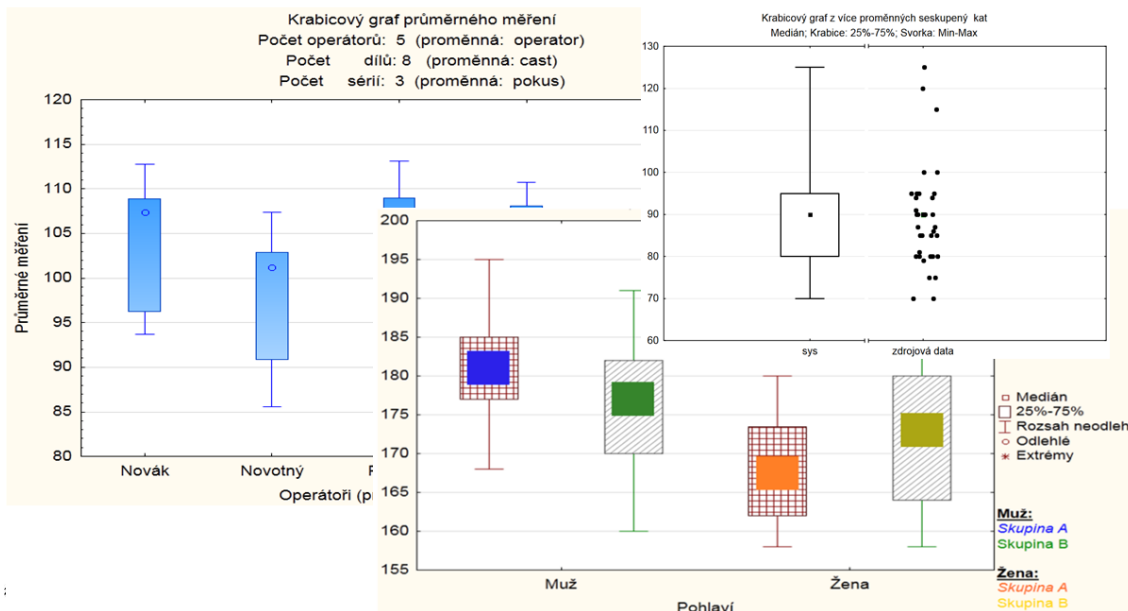 Krabicový graf průměrného měření
Počet operátorů: 5 (proměnná: operator)
Počet dílů: 8 (proměnná: cast)
Počet sérií: 3 (proměnná: pokus)
120
115
110
105
100
95
90
85
80
Průměrné měření
Novák
Novotný
Operátoři (pr
Krabicový graf z více proměnných seskupený kat
Medián; Krabice: 25%-75%; Svorka: Min-Max
130
120
110
100
90
80
70
60
sys
zdrojová data
200
195
190
185
180
175
170
165
160
155
Muž
Žena
Pohlaví
Medián
25%-75%
Rozsah neodleh
Odlehlé
Extrémy
Muž:
Skupina A
Skupina B
Žena:
Skupina A
Skupina B